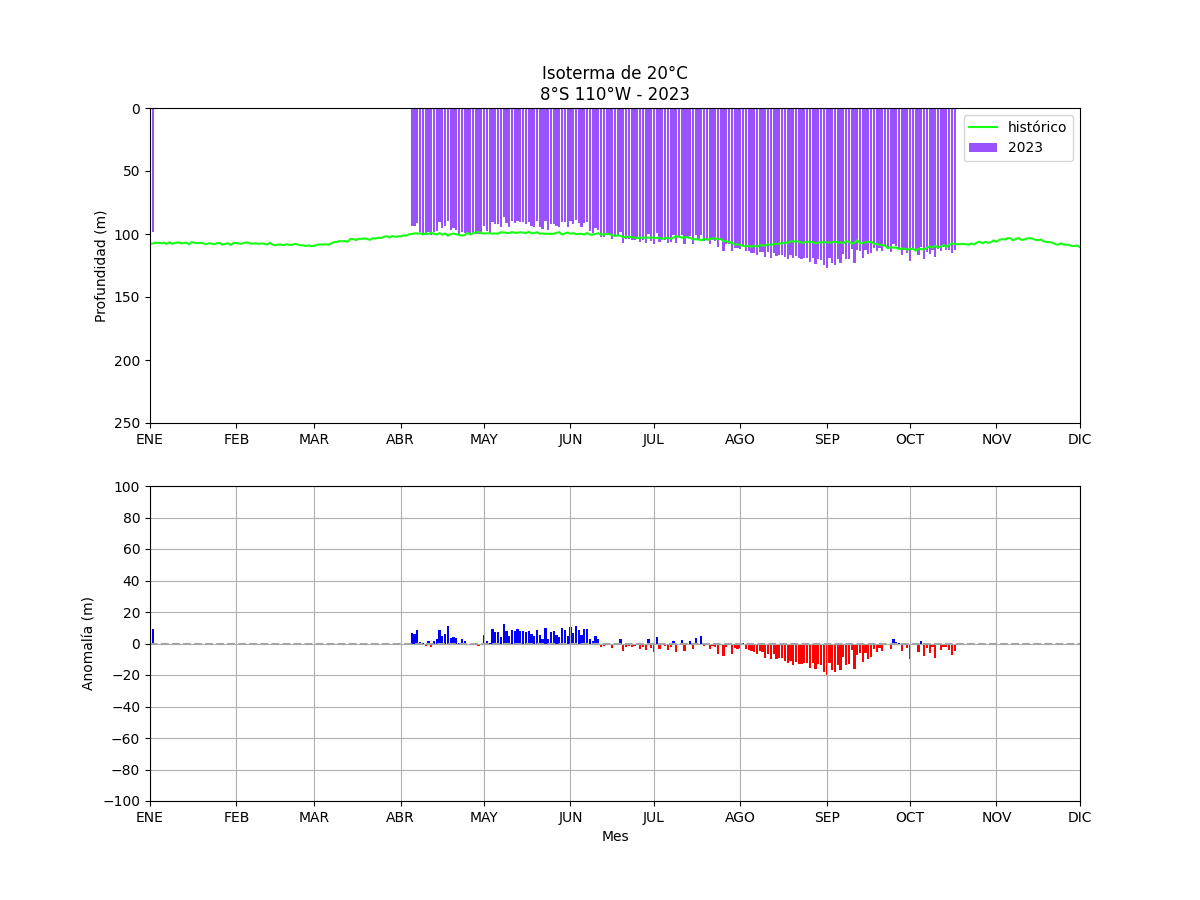 Isoterma de 20°C
8°S 110°W - 2023
0
50
100
150
200
250
Profundidad (m)
histórico
2023
ENE FEB MAR ABR MAY JUN JUL AGO SEP OCT NOV DIC
100
80
60
40
20
0
−20
−40
−60
−80
−100
Anomalía (m)
ENE FEB MAR ABR MAY JUN JUL AGO SEP OCT NOV DIC
Mes